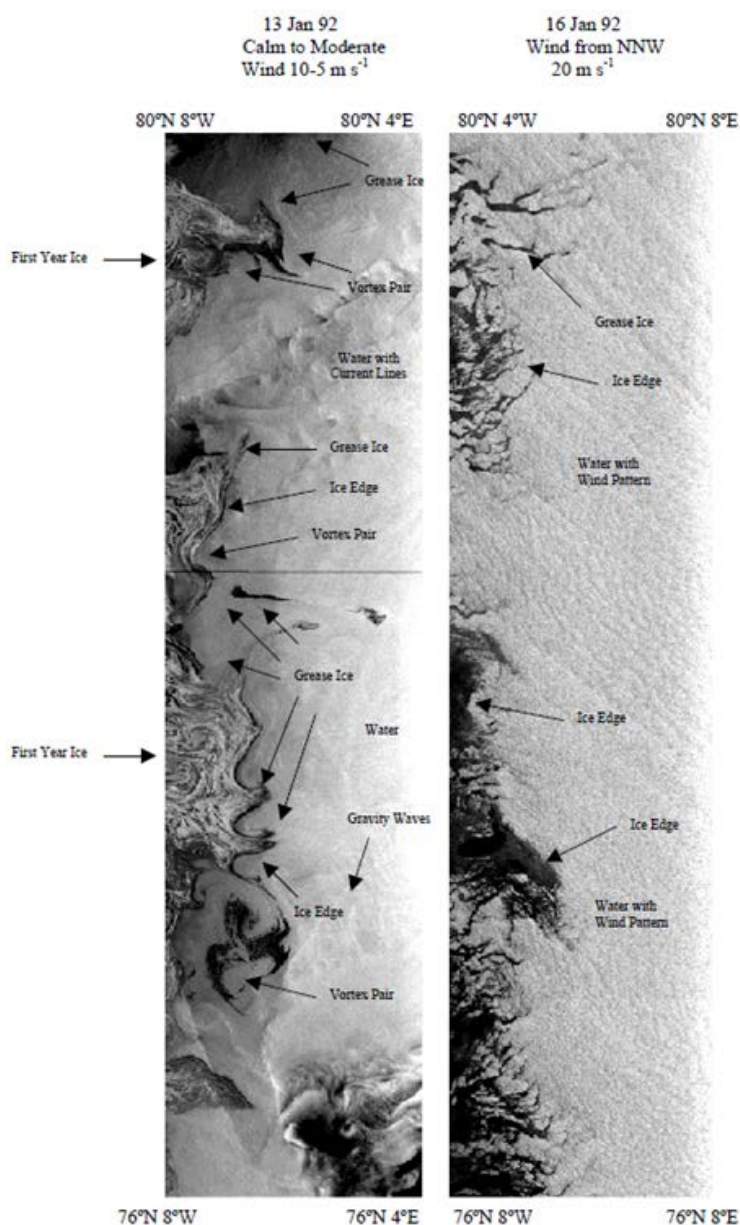 13 Jan 92
Calm to Moderate
Wind 10-5 m s-1
16 Jan 92
Wind from NNW
20 m s-1
80°N 8°W
80°N 4°E
80°N 4°W
80°N 8°E
Grease Ice
First Year Ice
Vortex Pair
Water with
Current Lines
Grease Ice
Ice Edge
Vortex Pair
Grease Ice
First Year Ice
Water
Gravity Waves
Ice Edge
Vortex Pair
Grease Ice
Ice Edge
Water with
Wind Pattern
Ice Edge
Ice Edge
Water with
Wind Pattern
76°N 8°W
76°N 4°E
76°N 8°W
76°N 8°E